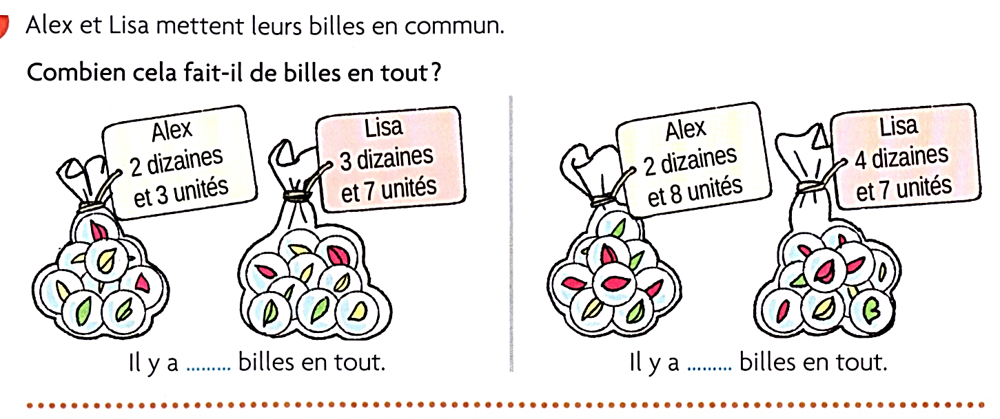 Alex et Lisa mettent leurs billes en commun.
Combien cela fait-il de billes en tout ?
Alex
2 dizaines
et 3 unités
Lisa
3 dizaines
et 7 unités
Il y a ......... billes en tout.
Alex
2 dizaines
et 8 unités
Lisa
4 dizaines
et 7 unités
Il y a ......... billes en tout.